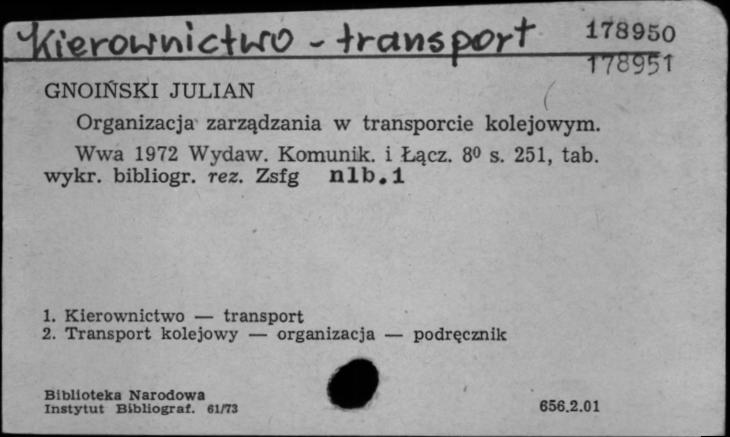 Kierownictwo - transport 178950
178951
GNOIŃSKI JULIAN
Organizacja zarządzania w transporcie kolejowym.
Wwa 1972 Wydaw. Komunik. i Łącz. 8⁰ s. 251, tab.
wykr. bibliogr. rez. Zsfg nlb.1
1. Kierownictwo — transport
2. Transport kolejowy — organizacja — podręcznik
Biblioteka Narodowa
Instytut Bibliograf. 61/73 656.2.01